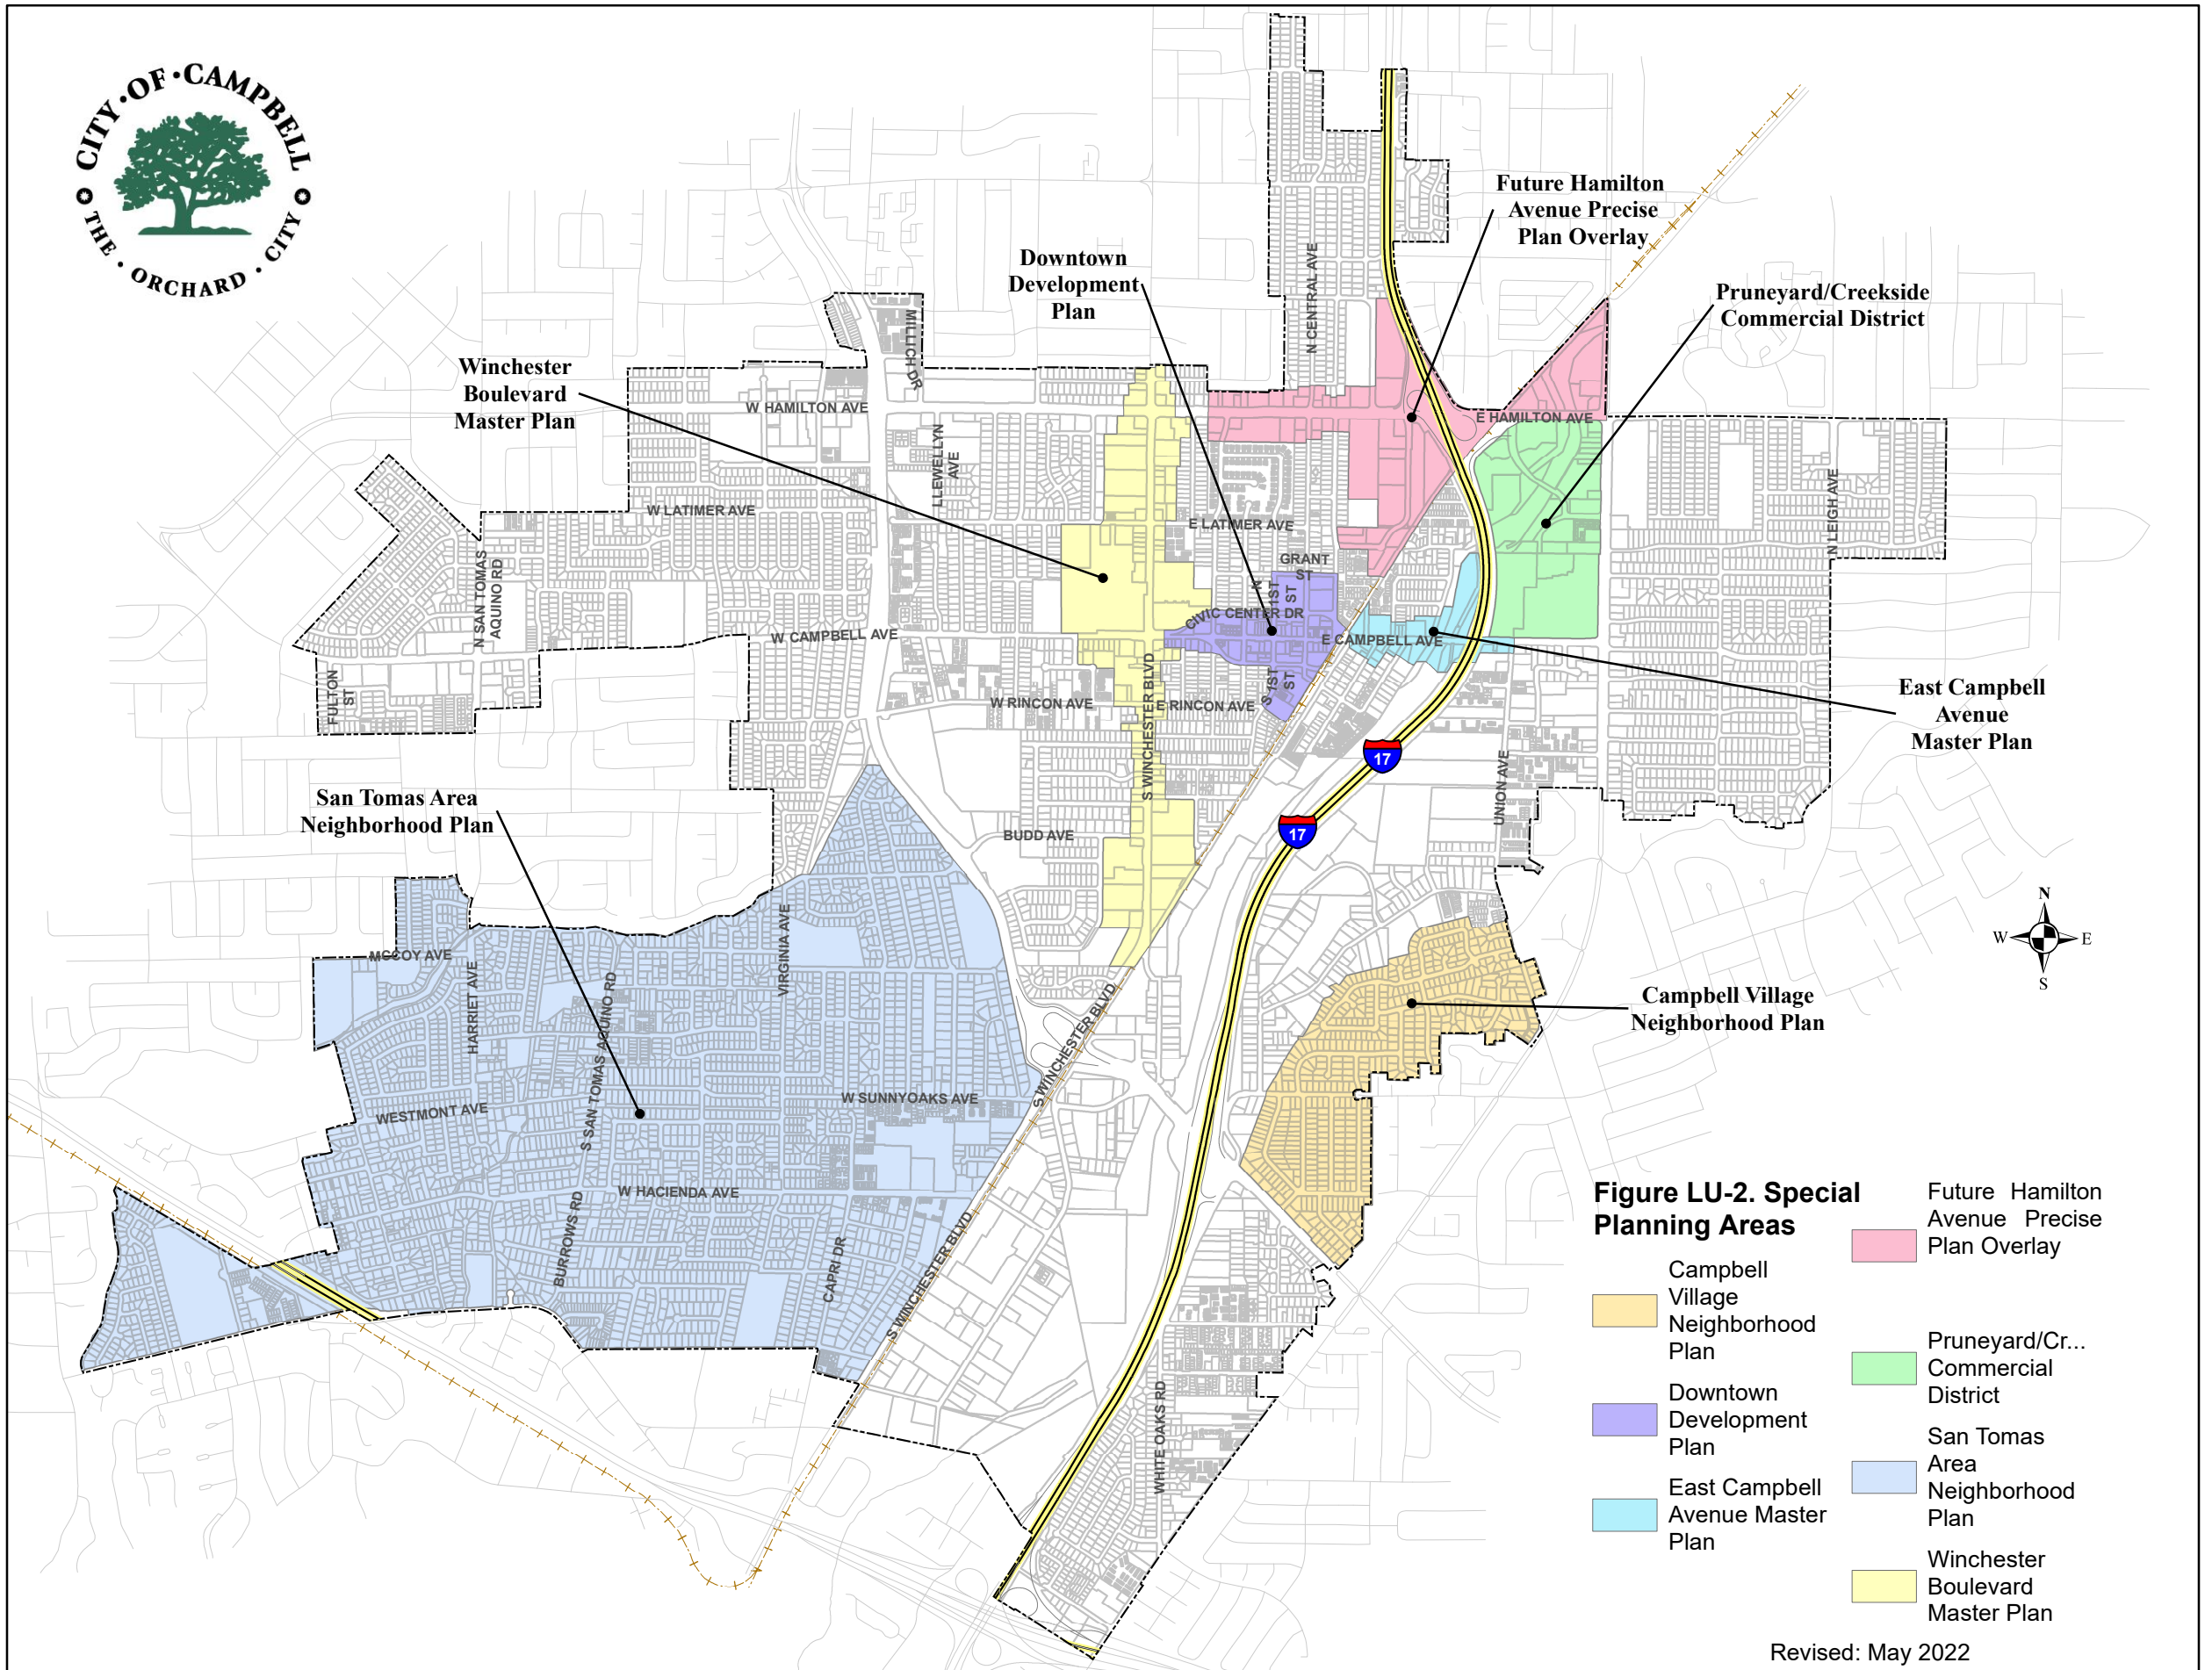 CITY · OF · CAMPBELL
THE · ORCHARD · CITY
Future Hamilton
Avenue Precise
Plan Overlay
Downtown
Development
Plan
Pruneyard/Creekside
Commercial District
Winchester
Boulevard
Master Plan
N CENTRAL AVE
MILLICH DR
W HAMILTON AVE
E HAMILTON AVE
LLEWELLYN
AVE
W LATIMER AVE
E LATIMER AVE
N LEIGH AVE
N SAN TOMAS
AQUINO RD
GRANT
ST
N 1ST
ST
CIVIC CENTER DR
W CAMPBELL AVE
E CAMPBELL AVE
FULTON
ST
S WINCHESTER BLVD
S 1ST
ST
W RINCON AVE
E RINCON AVE
East Campbell
Avenue
Master Plan
17
UNION AVE
San Tomas Area
Neighborhood Plan
BUDD AVE
17
N
W
E
S
MCCOY AVE
HARRIET AVE
VIRGINIA AVE
S SAN TOMAS AQUINO RD
S WINCHESTER BLVD
Campbell Village
Neighborhood Plan
WESTMONT AVE
W SUNNYOAKS AVE
W HACIENDA AVE
BURROWS RD
CAPRI DR
S WINCHESTER BLVD
WHITE OAKS RD
Figure LU-2. Special
Planning Areas
Campbell
Village
Neighborhood
Plan
Downtown
Development
Plan
East Campbell
Avenue Master
Plan
Future Hamilton
Avenue Precise
Plan Overlay
Pruneyard/Cr...
Commercial
District
San Tomas
Area
Neighborhood
Plan
Winchester
Boulevard
Master Plan
Revised: May 2022